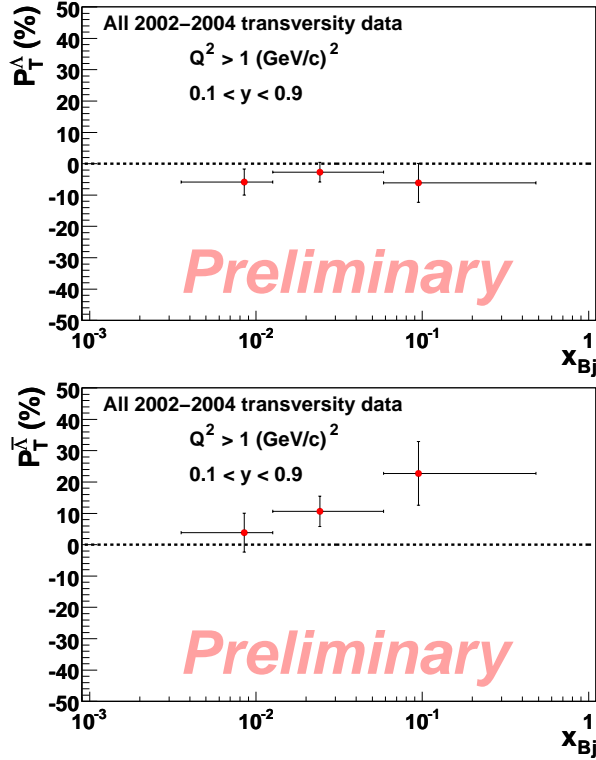 P_T^Λ (%)
All 2002–2004 transversity data
Q² > 1 (GeV/c)²
0.1 < y < 0.9
50
40
30
20
10
0
-10
-20
-30
-40
-50
Preliminary
10⁻³
10⁻²
10⁻¹
1
x_Bj
P_T^Λ̅ (%)
All 2002–2004 transversity data
Q² > 1 (GeV/c)²
0.1 < y < 0.9
50
40
30
20
10
0
-10
-20
-30
-40
-50
Preliminary
10⁻³
10⁻²
10⁻¹
1
x_Bj